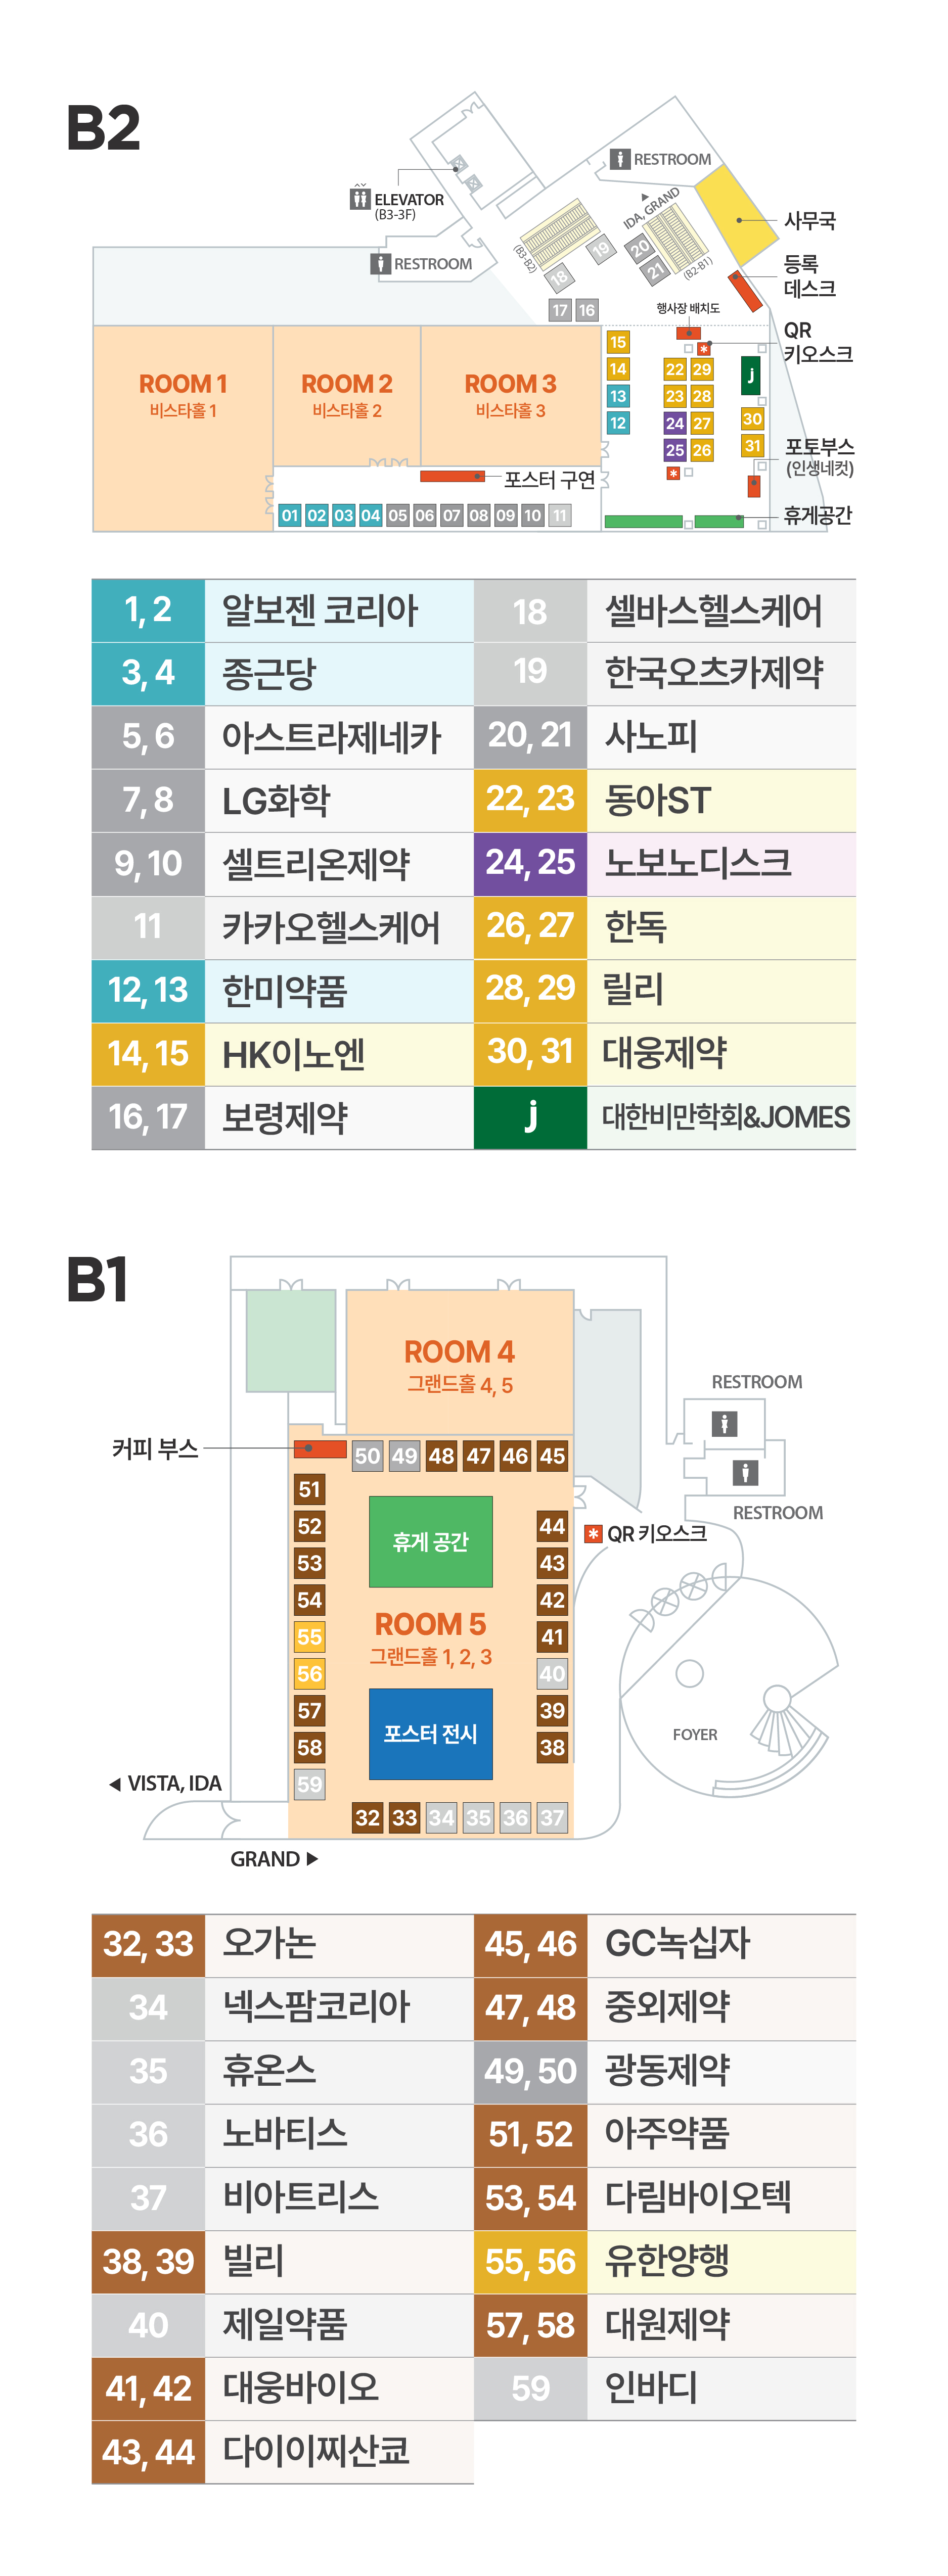 B2
RESTROOM
IDA, GRAND
ELEVATOR
(B3-3F)
사무국
(B3-B2)
19
20
21
(B2-B1)
RESTROOM
18
등록
데스크
17 16
행사장 배치도
QR
키오스크
15
14
13
12
22 29
23 28
24 27
25 26
j
30
31
ROOM 1
비스타홀 1
ROOM 2
비스타홀 2
ROOM 3
비스타홀 3
포토부스
(인생네컷)
포스터 구연
휴게공간
01 02 03 04 05 06 07 08 09 10 11
1, 2 알보젠 코리아
3, 4 종근당
5, 6 아스트라제네카
7, 8 LG화학
9, 10 셀트리온제약
11 카카오헬스케어
12, 13 한미약품
14, 15 HK이노엔
16, 17 보령제약
18 셀바스헬스케어
19 한국오츠카제약
20, 21 사노피
22, 23 동아ST
24, 25 노보노디스크
26, 27 한독
28, 29 릴리
30, 31 대웅제약
j 대한비만학회&JOMES
B1
ROOM 4
그랜드홀 4, 5
RESTROOM
RESTROOM
커피 부스
50 49 48 47 46 45
51
52
53
54
55
56
57
58
59
휴게 공간
ROOM 5
그랜드홀 1, 2, 3
포스터 전시
44
43
42
41
40
39
38
QR 키오스크
FOYER
VISTA, IDA
32 33 34 35 36 37
GRAND
32, 33 오가논
34 넥스팜코리아
35 휴온스
36 노바티스
37 비아트리스
38, 39 빌리
40 제일약품
41, 42 대웅바이오
43, 44 다이이찌산쿄
45, 46 GC녹십자
47, 48 중외제약
49, 50 광동제약
51, 52 아주약품
53, 54 다림바이오텍
55, 56 유한양행
57, 58 대원제약
59 인바디